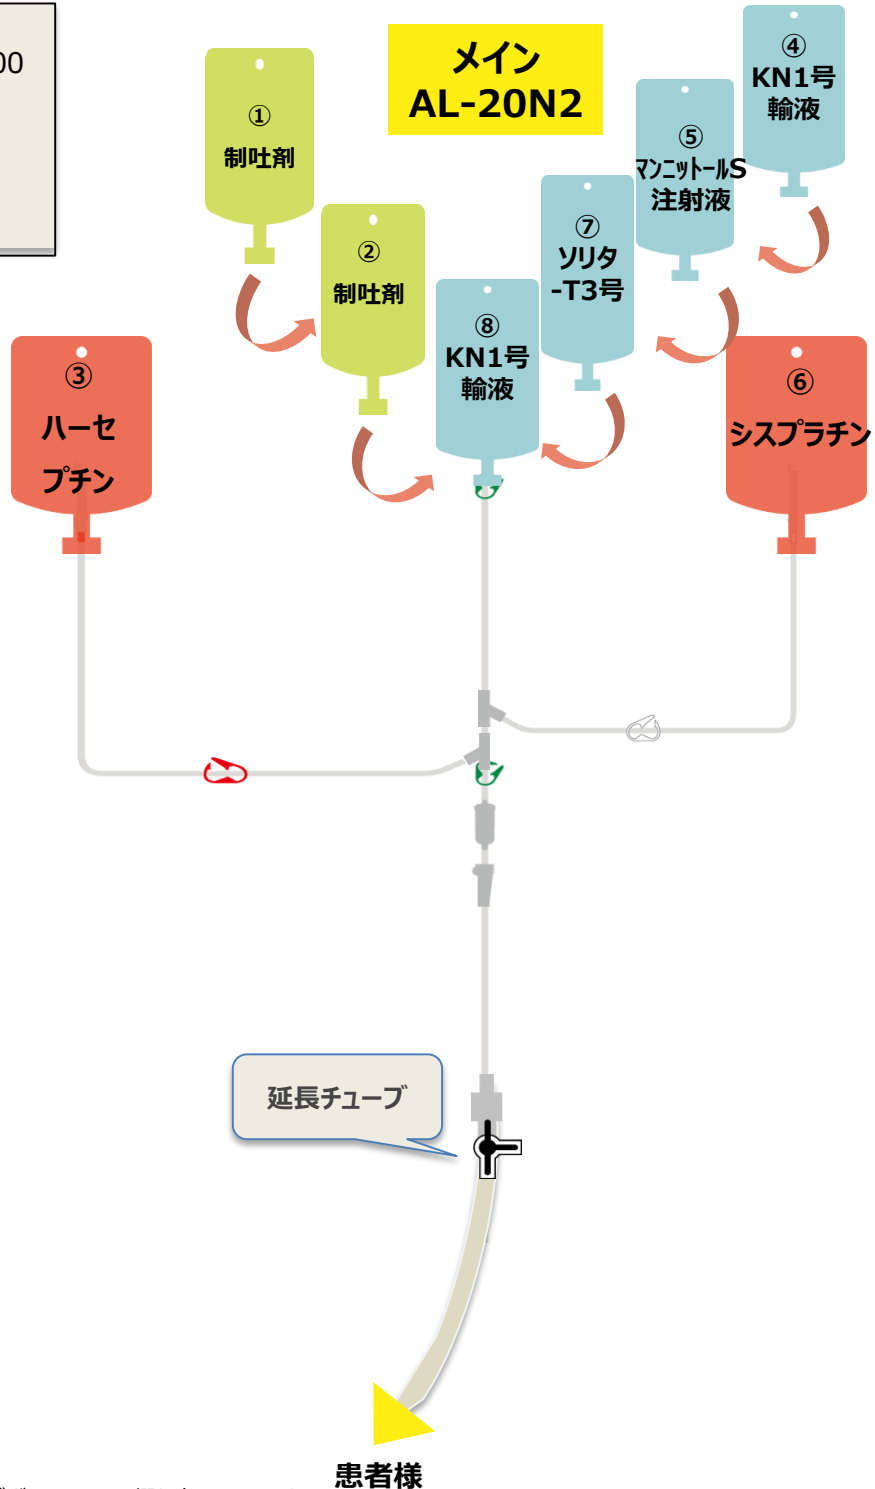 00
メイン
AL-20N2
①
制吐剤
②
制吐剤
④
KN1号
輸液
⑤
マンニットールS
注射液
⑦
ソリタ
-T3号
⑧
KN1号
輸液
③
ハーセ
プチン
⑥
シスプラチン
延長チューブ
患者様